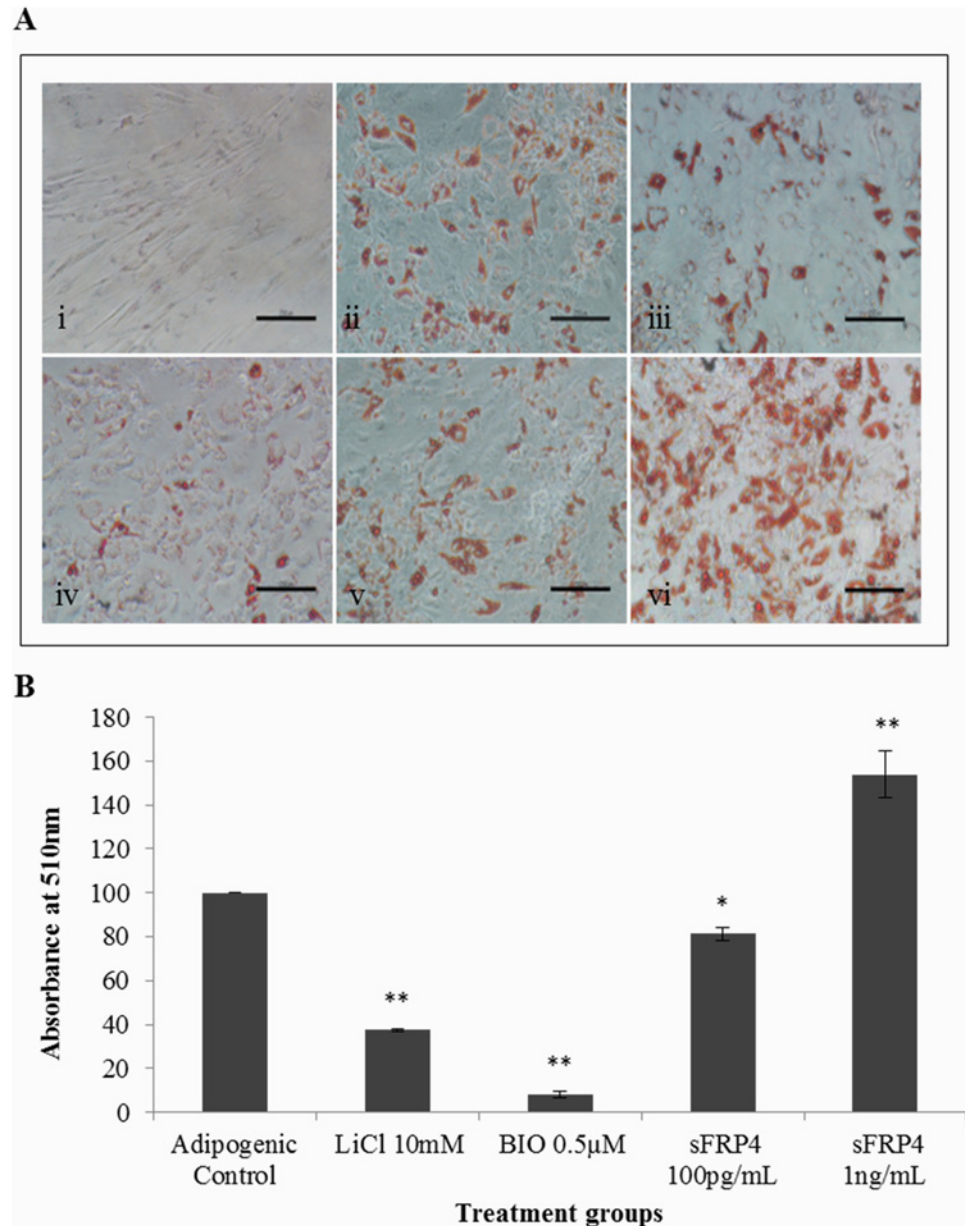 A
i
ii
iii
iv
v
vi
B
Absorbance at 510nm
180
160
140
120
100
80
60
40
20
0
**
**
*
**
Adipogenic Control
LiCl 10mM
BIO 0.5µM
sFRP4 100pg/mL
sFRP4 1ng/mL
Treatment groups